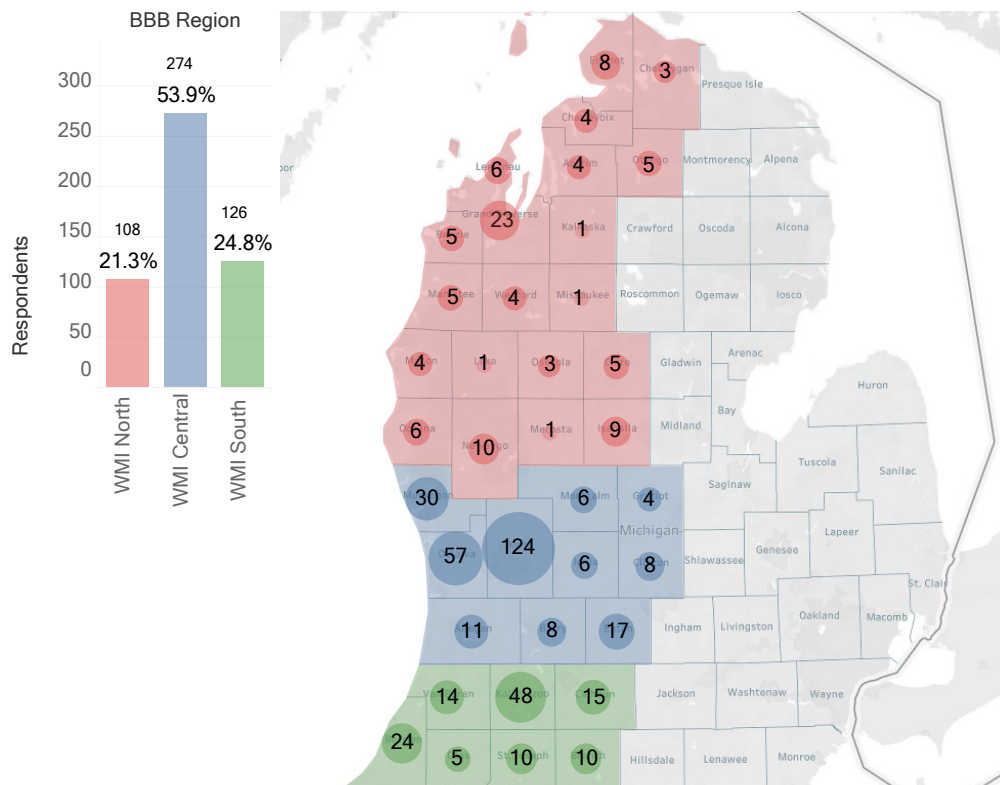 BBB Region
274
53.9%
300
250
200
150
100
50
0
126
24.8%
108
21.3%
Respondents
WMI North
WMI Central
WMI South
8
3
Presque Isle
4
6
4
5
Montmorency
Alpena
23
5
1
Crawford
Oscoda
Alcona
5
4
1
Roscommon
Ogemaw
Iosco
4
1
3
5
Gladwin
Arenac
Huron
6
10
1
9
Midland
Bay
Tuscola
Sanilac
30
6
4
Saginaw
Michigan
57
124
6
8
Shiawassee
Genesee
Lapeer
St. Clair
11
8
17
Ingham
Livingston
Oakland
Macomb
14
48
15
Jackson
Washtenaw
Wayne
24
5
10
10
Hillsdale
Lenawee
Monroe